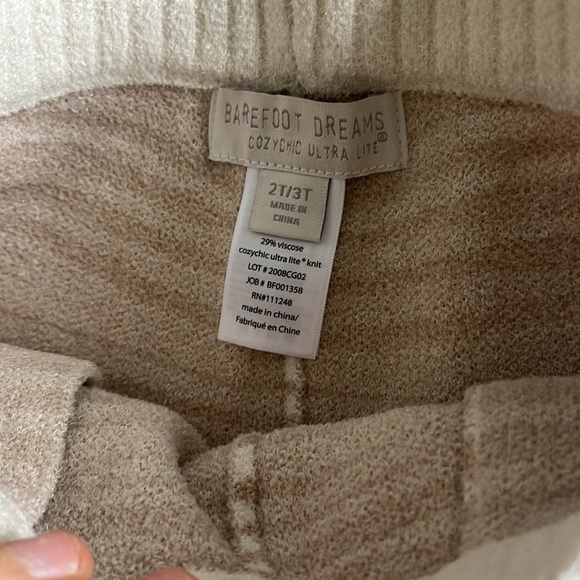 BAREFOOT DREAMS
COZYCHIC ULTRA LITE®
2T/3T
MADE IN
CHINA
29% viscose
cozychic ultra lite® knit
LOT # 2008CG02
JOB # BF001358
RN#111248
made in china/
Fabriqué en Chine